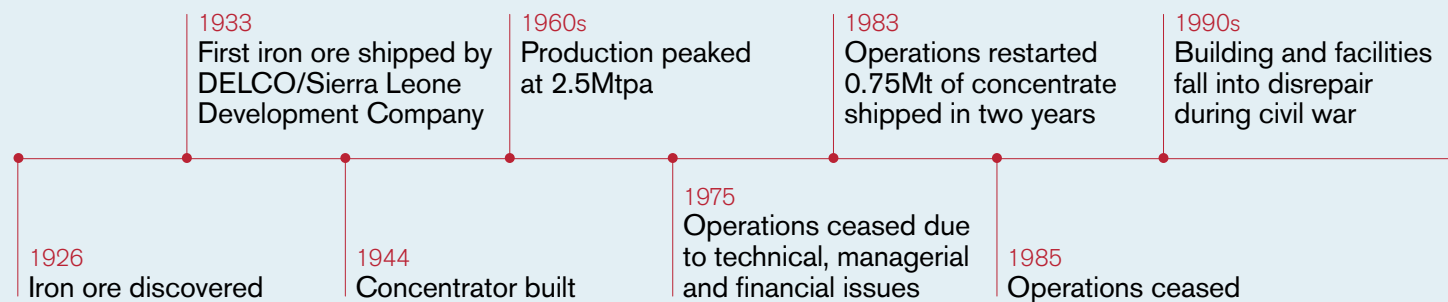 1933
First iron ore shipped by
DELCO/Sierra Leone
Development Company
1960s
Production peaked
at 2.5Mtpa
1983
Operations restarted
0.75Mt of concentrate
shipped in two years
1990s
Building and facilities
fall into disrepair
during civil war
1926
Iron ore discovered
1944
Concentrator built
1975
Operations ceased due
to technical, managerial
and financial issues
1985
Operations ceased